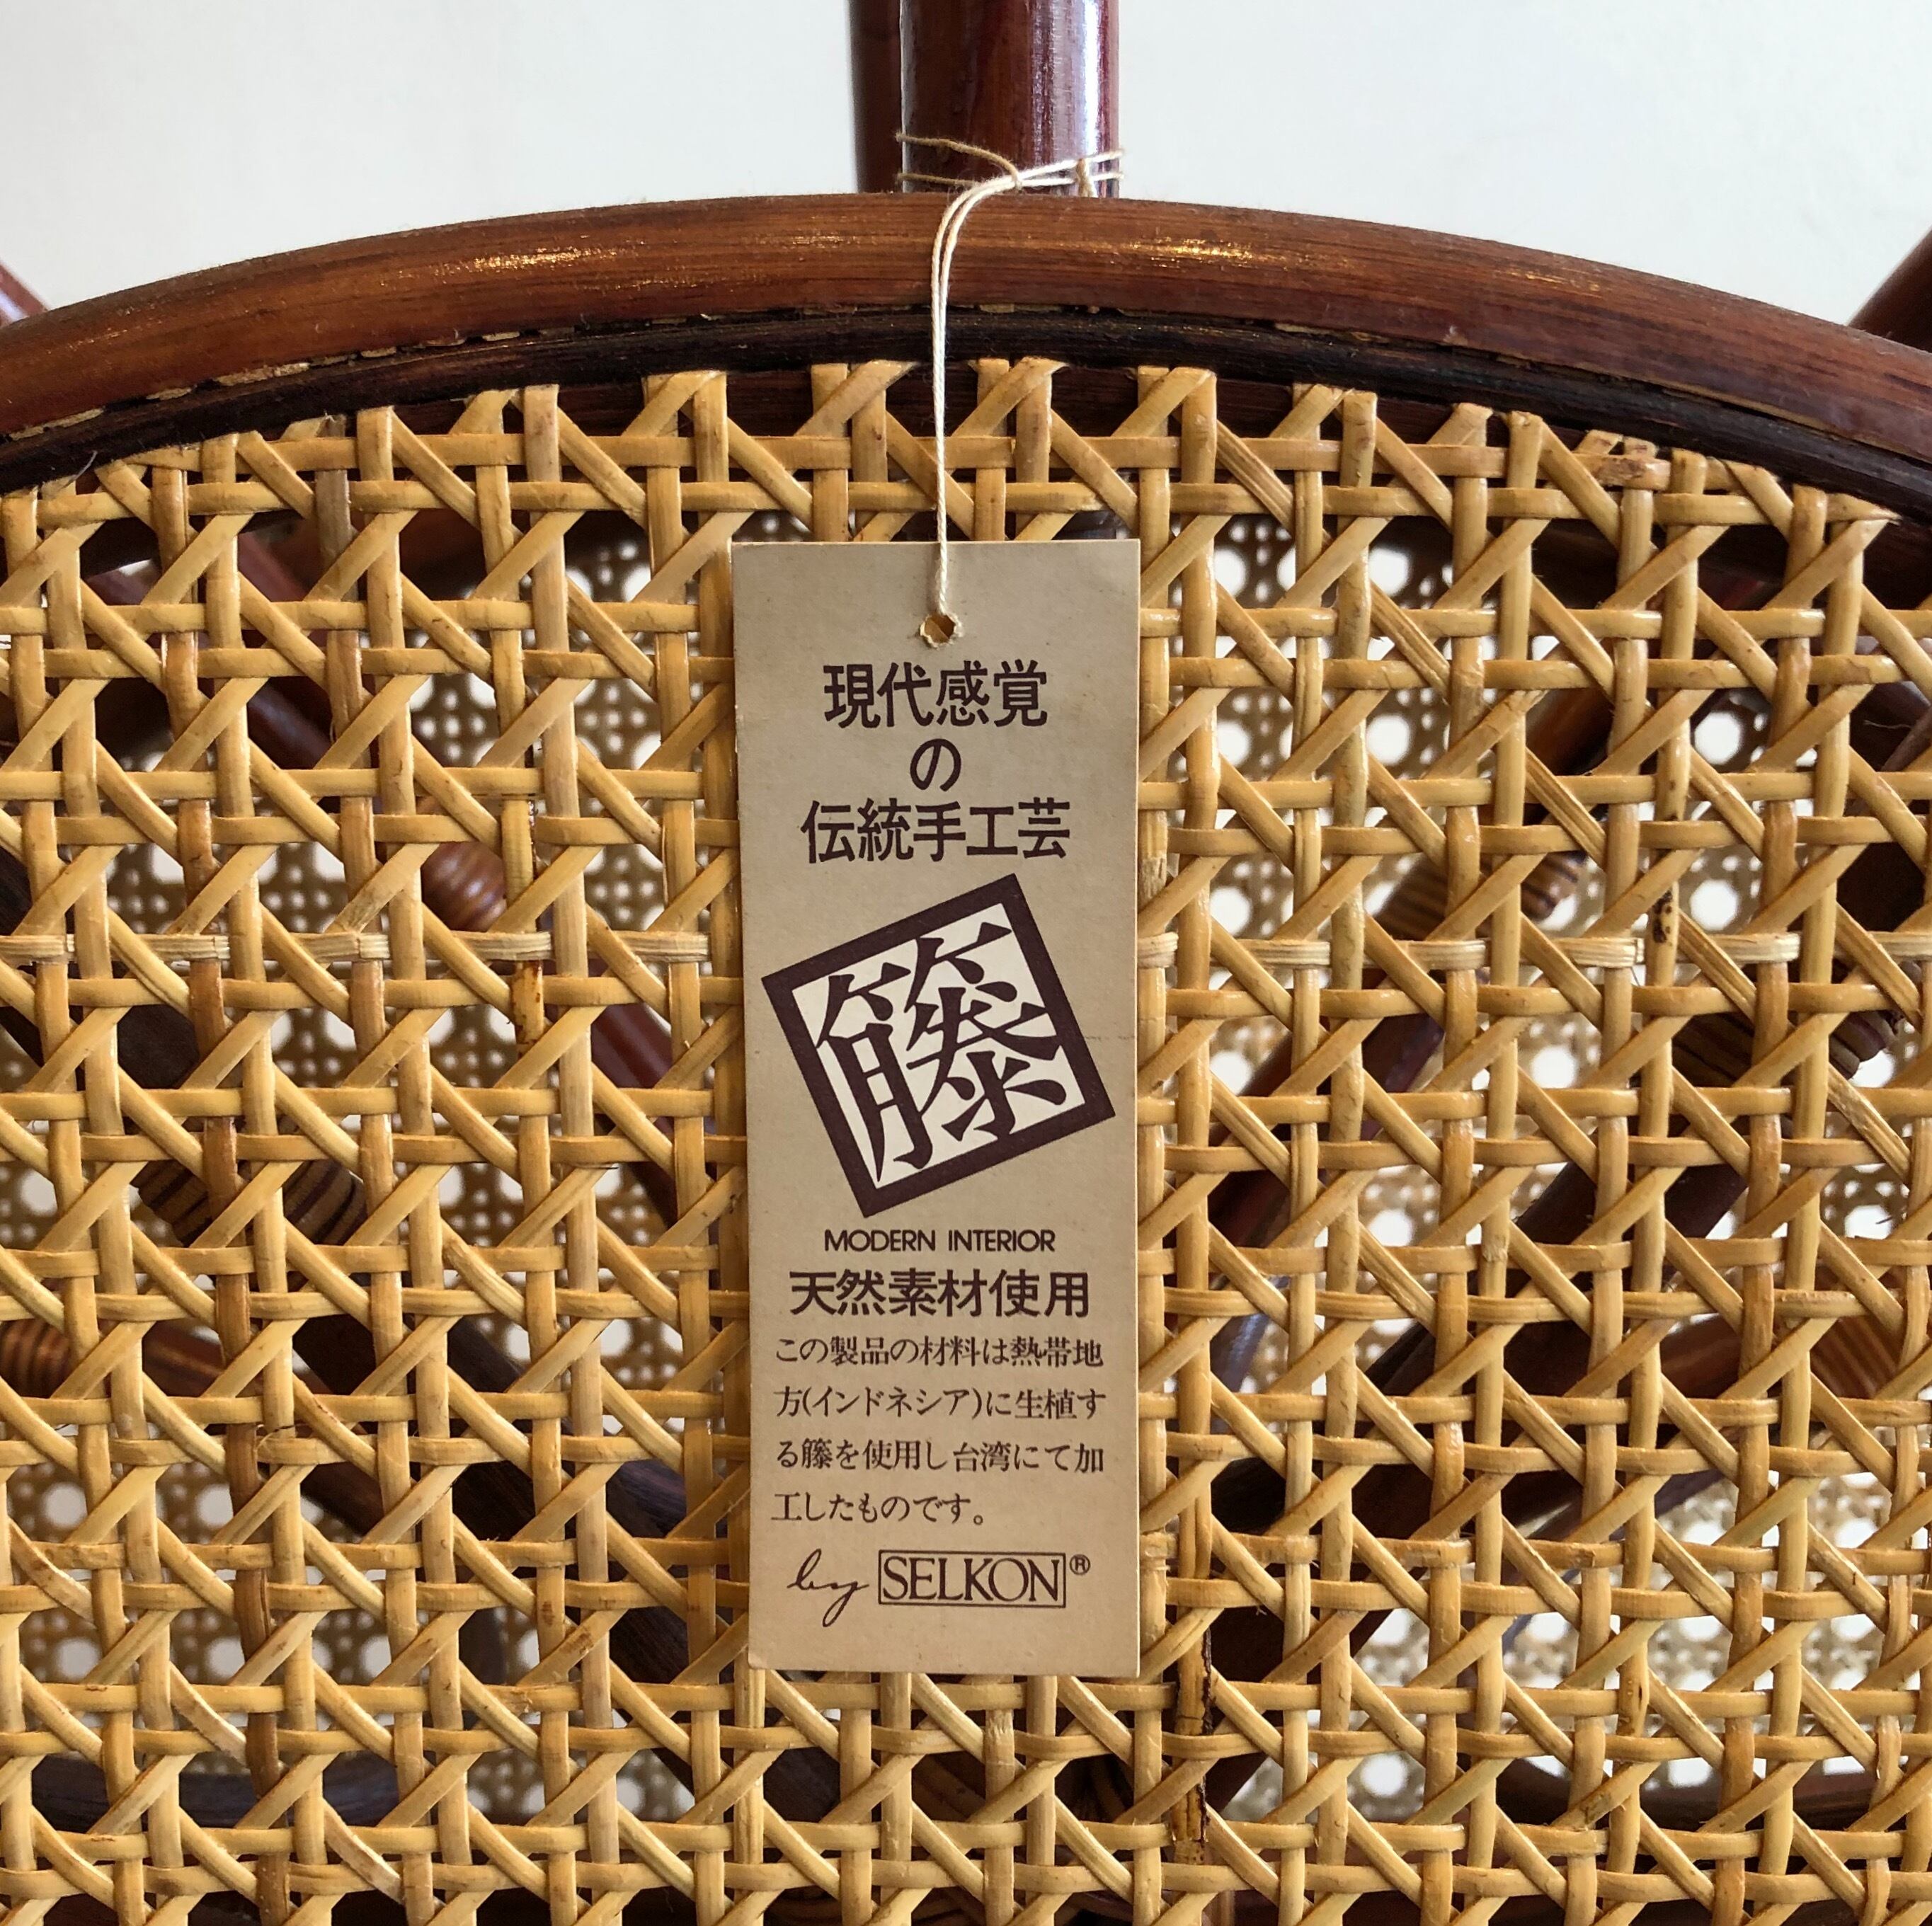 現代感覚
の
伝統手工芸
籐
MODERN INTERIOR
天然素材使用
この製品の材料は熱帯地
方(インドネシア)に生植す
る籐を使用し台湾にて加
工したものです。
by SELKON®